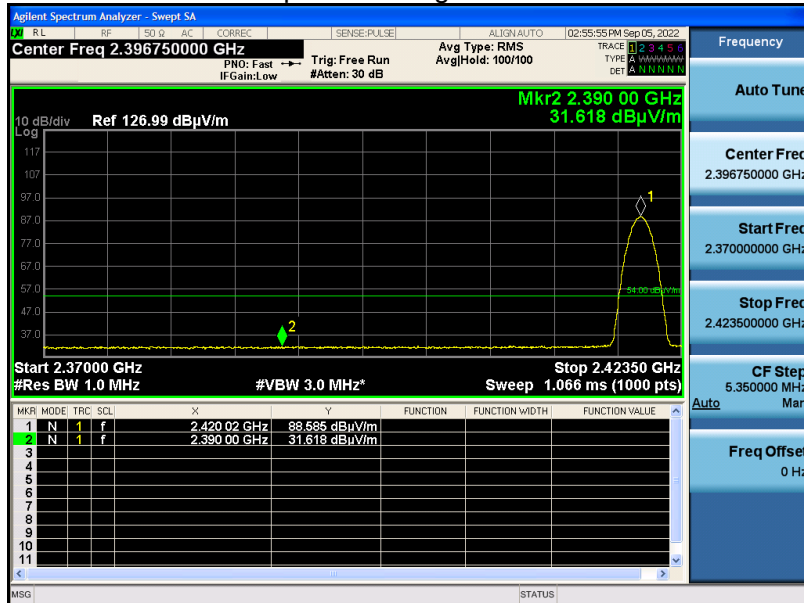 Agilent Spectrum Analyzer - Swept SA
LXI RL RF 50 Ω AC CORREC SENSE:PULSE ALIGN AUTO 02:55:55 PM Sep 05, 2022
Center Freq 2.396750000 GHz
PNO: Fast
IFGain:Low
Trig: Free Run
#Atten: 30 dB
Avg Type: RMS
Avg|Hold: 100/100
TRACE 1 2 3 4 5 6
TYPE A WWWWW
DET A N N N N N
Frequency
Mkr2 2.390 00 GHz
31.618 dBµV/m
10 dB/div Ref 126.99 dBµV/m
Log
117
107
97.0
87.0
77.0
67.0
57.0
47.0
37.0
1
54.00 dBµV/m
2
Start 2.37000 GHz Stop 2.42350 GHz
#Res BW 1.0 MHz #VBW 3.0 MHz* Sweep 1.066 ms (1000 pts)
MKR MODE TRC SCL X Y FUNCTION FUNCTION WIDTH FUNCTION VALUE
1 N 1 f 2.420 02 GHz 88.585 dBµV/m
2 N 1 f 2.390 00 GHz 31.618 dBµV/m
3
4
5
6
7
8
9
10
11
Auto Tune
Center Freq
2.396750000 GHz
Start Freq
2.370000000 GHz
Stop Freq
2.423500000 GHz
CF Step
5.350000 MHz
Auto Man
Freq Offset
0 Hz
MSG STATUS